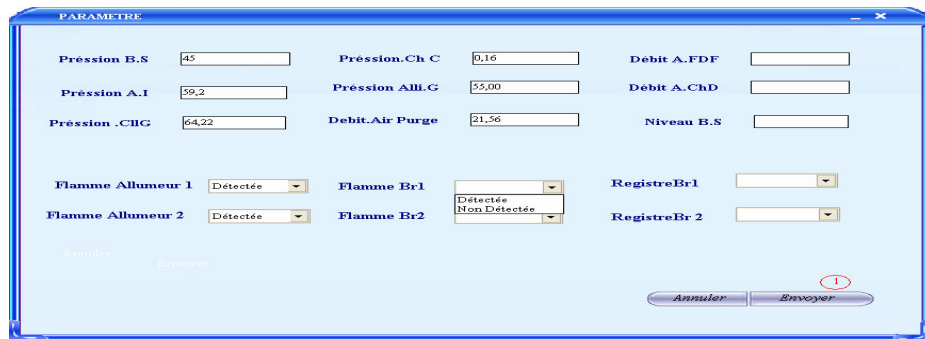 PARAMETRE
Préssion B.S 45 Préssion.Ch C 0,16 Débit A.FDF
Préssion A.I 59,2 Préssion Alli.G 55,00 Débit A.ChD
Préssion .CllG 64,22 Debit.Air Purge 21,56 Niveau B.S
Flamme Allumeur 1 Détectée Flamme Br1 RegistreBr1
Détectée
Non Détectée
Flamme Allumeur 2 Détectée Flamme Br2 RegistreBr 2
Annuler
Envoyer
1
Annuler Envoyer